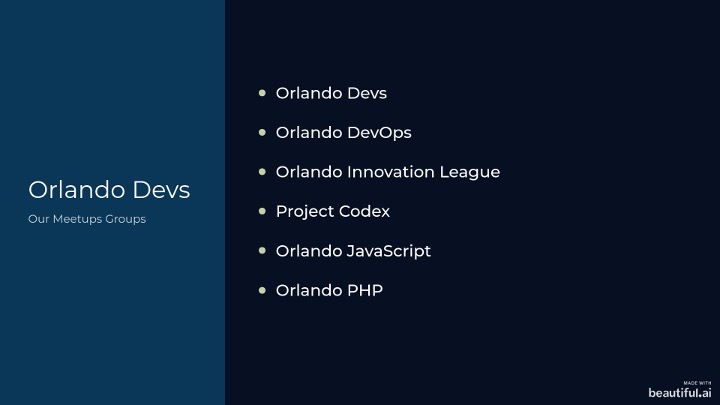 Orlando Devs
Our Meetups Groups
Orlando Devs
Orlando DevOps
Orlando Innovation League
Project Codex
Orlando JavaScript
Orlando PHP
MADE WITH
beautiful.ai